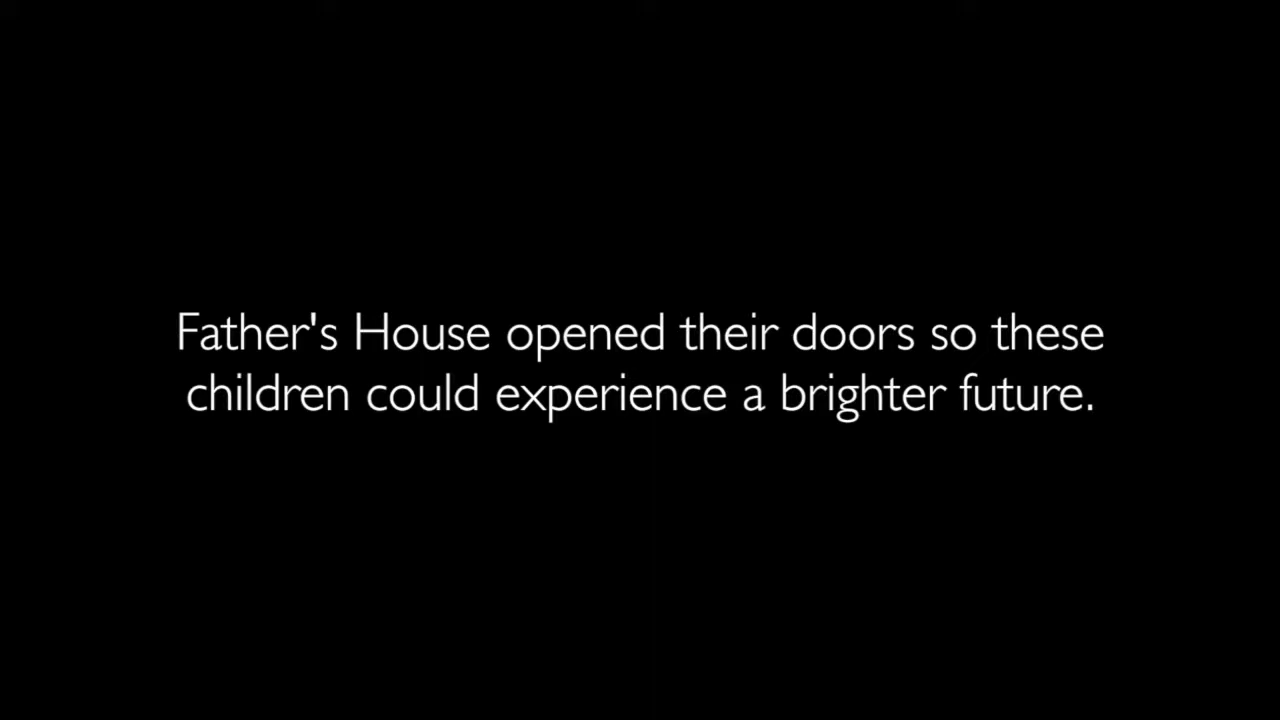 Father's House opened their doors so these
children could experience a brighter future.